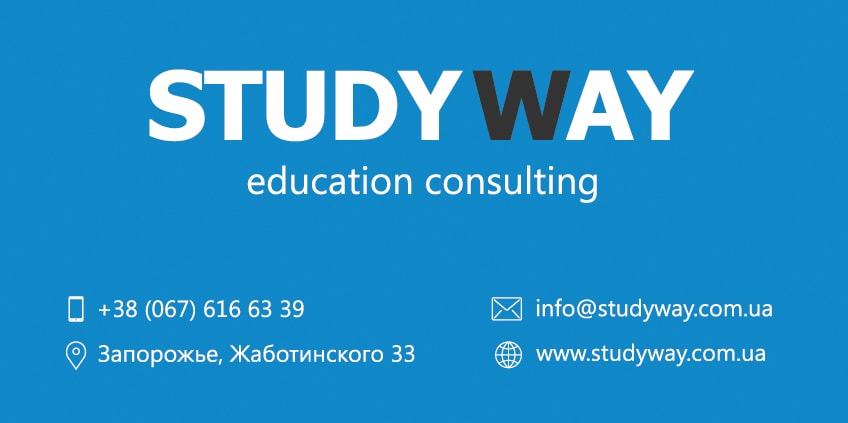 STUDYWAY
education consulting
+38 (067) 616 63 39
Запорожье, Жаботинского 33
info@studyway.com.ua
www.studyway.com.ua